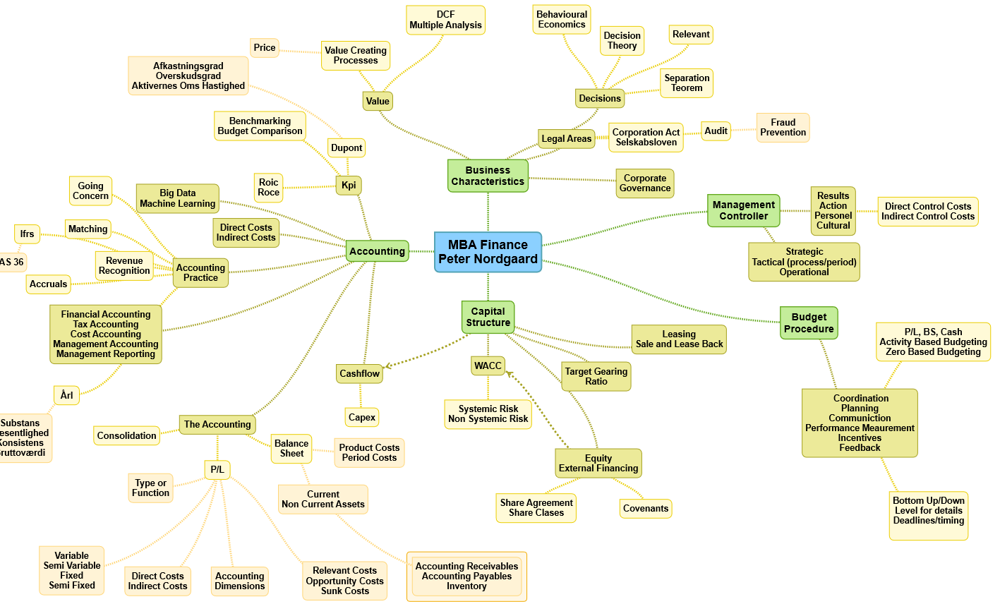 DCF
Multiple Analysis
Behavioural
Economics
Decision
Theory
Relevant
Price
Value Creating
Processes
Afkastningsgrad
Overskudsgrad
Aktivernes Oms Hastighed
Separation
Teorem
Value
Decisions
Benchmarking
Budget Comparison
Legal Areas
Corporation Act
Selskabsloven
Audit
Fraud
Prevention
Dupont
Business
Characteristics
Corporate
Governance
Going
Concern
Big Data
Machine Learning
Roic
Roce
Kpi
Management
Controller
Results
Action
Personel
Cultural
Direct Control Costs
Indirect Control Costs
Ifrs
Matching
Direct Costs
Indirect Costs
Accounting
MBA Finance
Peter Nordgaard
Strategic
Tactical (process/period)
Operational
AS 36
Revenue
Recognition
Accounting
Practice
Accruals
Financial Accounting
Tax Accounting
Cost Accounting
Management Accounting
Management Reporting
Capital
Structure
Budget
Procedure
Leasing
Sale and Lease Back
P/L, BS, Cash
Activity Based Budgeting
Zero Based Budgeting
Cashflow
WACC
Target Gearing
Ratio
Årl
Capex
Systemic Risk
Non Systemic Risk
Coordination
Planning
Communiction
Performance Meaurement
Incentives
Feedback
Substans
esentlighed
Konsistens
Bruttoværdi
Consolidation
The Accounting
Balance
Sheet
Product Costs
Period Costs
Equity
External Financing
P/L
Type or
Function
Current
Non Current Assets
Share Agreement
Share Clases
Covenants
Bottom Up/Down
Level for details
Deadlines/timing
Variable
Semi Variable
Fixed
Semi Fixed
Direct Costs
Indirect Costs
Accounting
Dimensions
Relevant Costs
Opportunity Costs
Sunk Costs
Accounting Receivables
Accounting Payables
Inventory